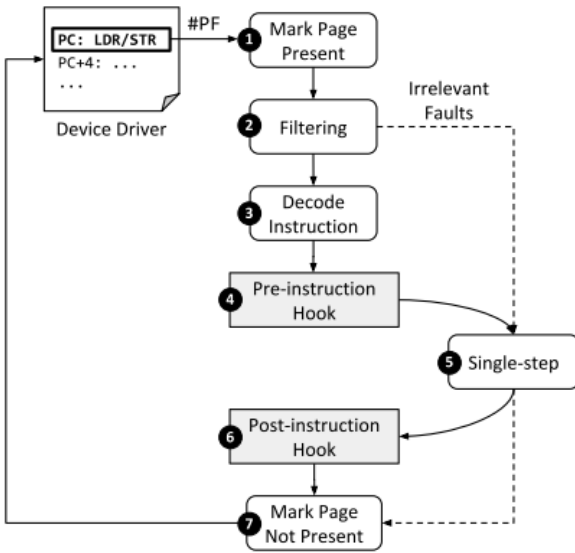 PC: LDR/STR
PC+4: ...
...
Device Driver
#PF
1
Mark Page
Present
2
Filtering
Irrelevant
Faults
3
Decode
Instruction
4
Pre-instruction
Hook
5
Single-step
6
Post-instruction
Hook
7
Mark Page
Not Present